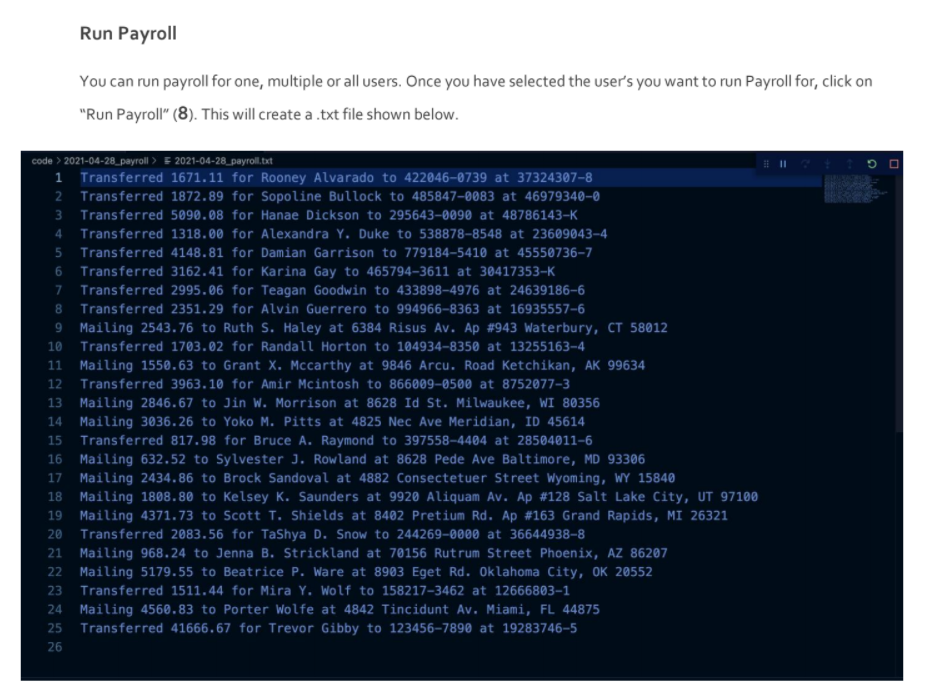 Run Payroll
You can run payroll for one, multiple or all users. Once you have selected the user's you want to run Payroll for, click on
"Run Payroll" (8). This will create a .txt file shown below.
code > 2021-04-28_payroll > 2021-04-28_payroll.txt
1 Transferred 1671.11 for Rooney Alvarado to 422046-0739 at 37324307-8
2 Transferred 1872.89 for Sopoline Bullock to 485847-0083 at 46979340-0
3 Transferred 5090.08 for Hanae Dickson to 295643-0090 at 48786143-K
4 Transferred 1318.00 for Alexandra Y. Duke to 538878-8548 at 23609043-4
5 Transferred 4148.81 for Damian Garrison to 779184-5410 at 45550736-7
6 Transferred 3162.41 for Karina Gay to 465794-3611 at 30417353-K
7 Transferred 2995.06 for Teagan Goodwin to 433898-4976 at 24639186-6
8 Transferred 2351.29 for Alvin Guerrero to 994966-8363 at 16935557-6
9 Mailing 2543.76 to Ruth S. Haley at 6384 Risus Av. Ap #943 Waterbury, CT 58012
10 Transferred 1703.02 for Randall Horton to 104934-8350 at 13255163-4
11 Mailing 1550.63 to Grant X. Mccarthy at 9846 Arcu. Road Ketchikan, AK 99634
12 Transferred 3963.10 for Amir Mcintosh to 866009-0500 at 8752077-3
13 Mailing 2846.67 to Jin W. Morrison at 8628 Id St. Milwaukee, WI 80356
14 Mailing 3036.26 to Yoko M. Pitts at 4825 Nec Ave Meridian, ID 45614
15 Transferred 817.98 for Bruce A. Raymond to 397558-4404 at 28504011-6
16 Mailing 632.52 to Sylvester J. Rowland at 8628 Pede Ave Baltimore, MD 93306
17 Mailing 2434.86 to Brock Sandoval at 4882 Consectetuer Street Wyoming, WY 15840
18 Mailing 1808.80 to Kelsey K. Saunders at 9920 Aliquam Av. Ap #128 Salt Lake City, UT 97100
19 Mailing 4371.73 to Scott T. Shields at 8402 Pretium Rd. Ap #163 Grand Rapids, MI 26321
20 Transferred 2083.56 for TaShya D. Snow to 244269-0000 at 36644938-8
21 Mailing 968.24 to Jenna B. Strickland at 70156 Rutrum Street Phoenix, AZ 86207
22 Mailing 5179.55 to Beatrice P. Ware at 8903 Eget Rd. Oklahoma City, OK 20552
23 Transferred 1511.44 for Mira Y. Wolf to 158217-3462 at 12666803-1
24 Mailing 4560.83 to Porter Wolfe at 4842 Tincidunt Av. Miami, FL 44875
25 Transferred 41666.67 for Trevor Gibby to 123456-7890 at 19283746-5
26